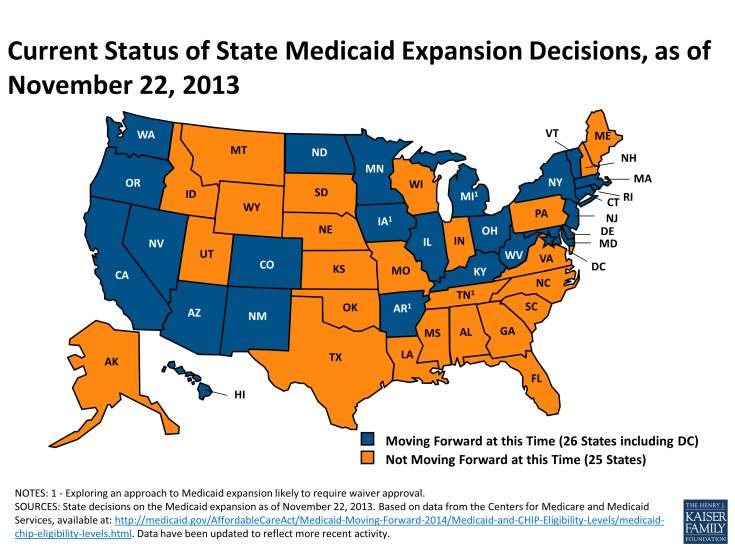 Current Status of State Medicaid Expansion Decisions, as of
November 22, 2013
WA
OR
CA
NV
ID
MT
WY
UT
AZ
CO
NM
ND
SD
NE
KS
OK
TX
MN
IA¹
MO
AR¹
LA
WI
IL
MI¹
IN
OH
KY
TN¹
MS
AL
GA
FL
SC
NC
VA
WV
PA
NY
VT
ME
NH
MA
RI
CT
NJ
DE
MD
DC
AK
HI
Moving Forward at this Time (26 States including DC)
Not Moving Forward at this Time (25 States)
NOTES: 1 - Exploring an approach to Medicaid expansion likely to require waiver approval.
SOURCES: State decisions on the Medicaid expansion as of November 22, 2013. Based on data from the Centers for Medicare and Medicaid
Services, available at: http://medicaid.gov/AffordableCareAct/Medicaid-Moving-Forward-2014/Medicaid-and-CHIP-Eligibility-Levels/medicaid-
chip-eligibility-levels.html. Data have been updated to reflect more recent activity.
THE HENRY J.
KAISER
FAMILY
FOUNDATION